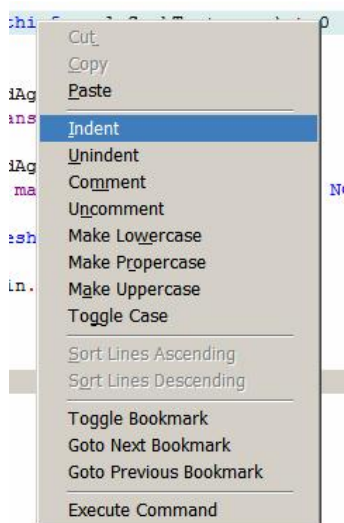 Cut
Copy
Paste
Indent
Unindent
Comment
Uncomment
Make Lowercase
Make Propercase
Make Uppercase
Toggle Case
Sort Lines Ascending
Sort Lines Descending
Toggle Bookmark
Goto Next Bookmark
Goto Previous Bookmark
Execute Command